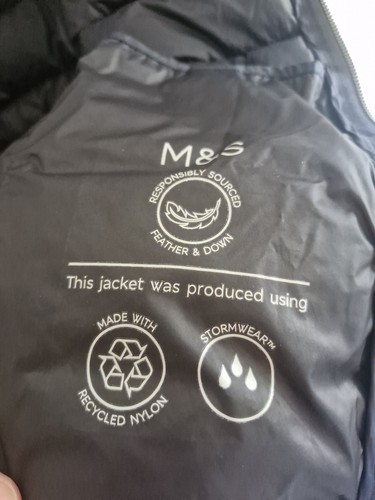 M&S
RESPONSIBLY SOURCED
FEATHER & DOWN
This jacket was produced using
MADE WITH
RECYCLED NYLON
STORMWEAR™